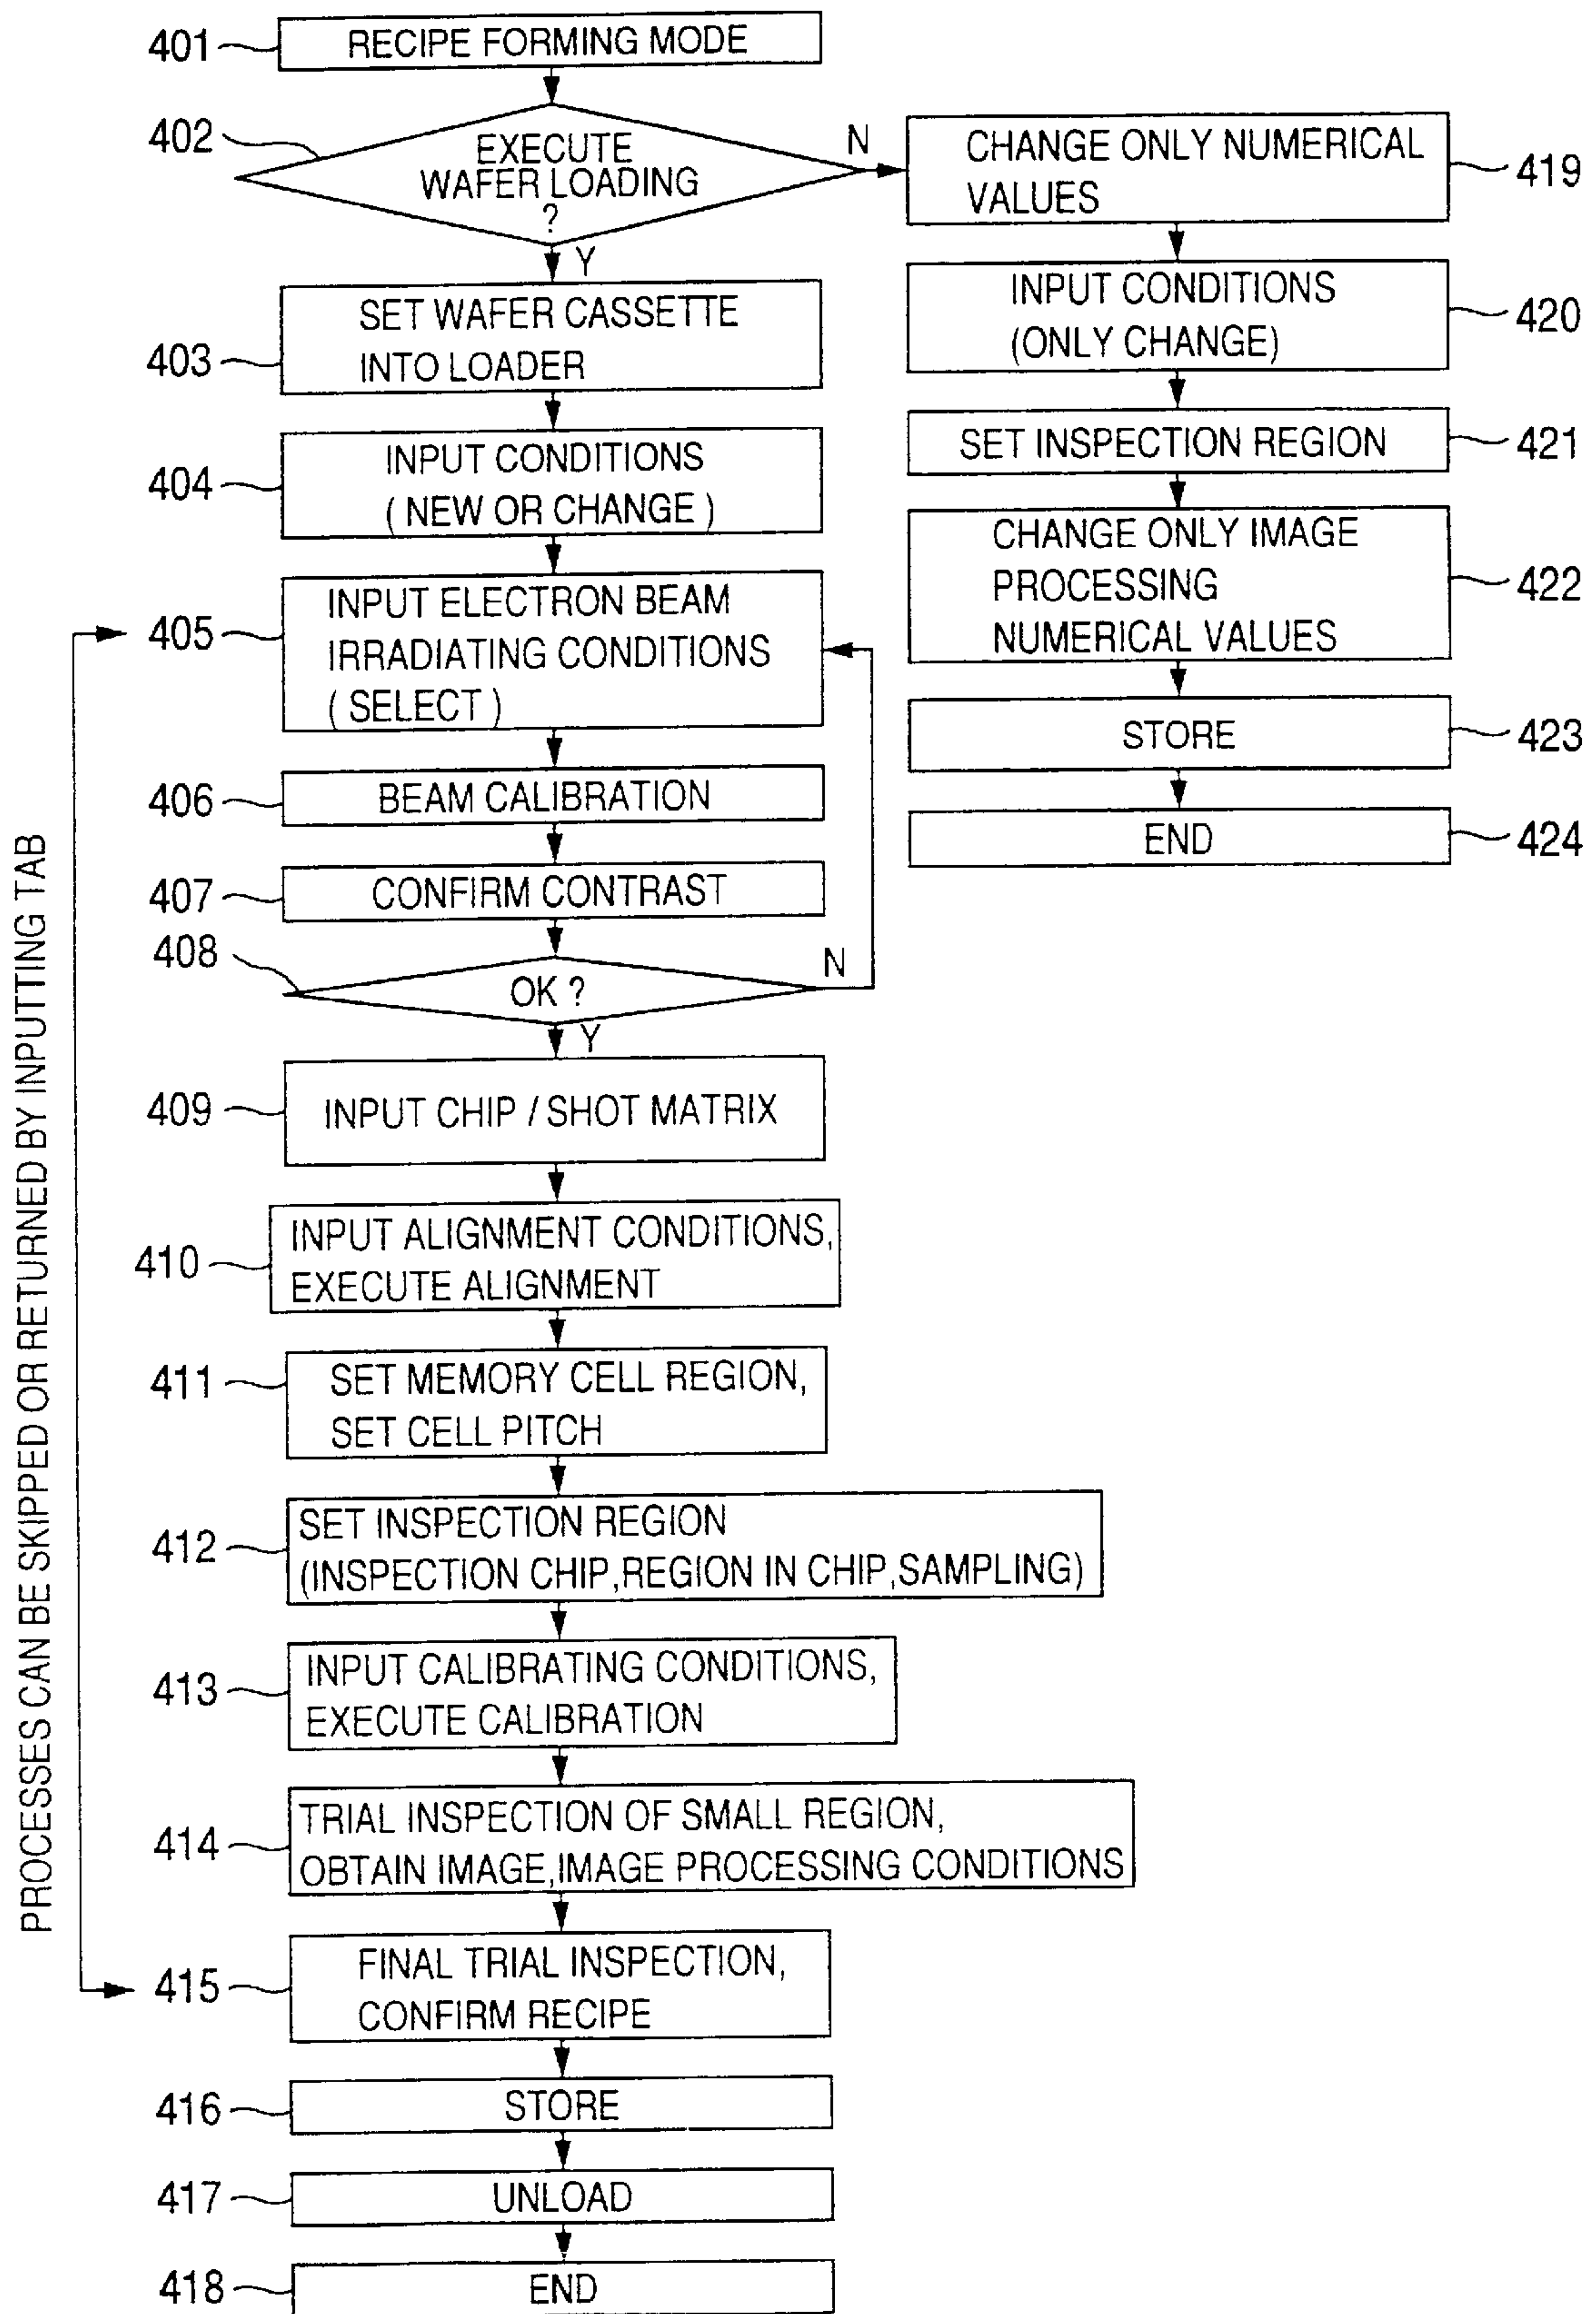 401
RECIPE FORMING MODE
402
EXECUTE
WAFER LOADING
?
N
Y
403
SET WAFER CASSETTE
INTO LOADER
404
INPUT CONDITIONS
( NEW OR CHANGE )
405
INPUT ELECTRON BEAM
IRRADIATING CONDITIONS
( SELECT )
406
BEAM CALIBRATION
407
CONFIRM CONTRAST
408
OK ?
N
Y
409
INPUT CHIP / SHOT MATRIX
410
INPUT ALIGNMENT CONDITIONS,
EXECUTE ALIGNMENT
411
SET MEMORY CELL REGION,
SET CELL PITCH
412
SET INSPECTION REGION
(INSPECTION CHIP,REGION IN CHIP,SAMPLING)
413
INPUT CALIBRATING CONDITIONS,
EXECUTE CALIBRATION
414
TRIAL INSPECTION OF SMALL REGION,
OBTAIN IMAGE,IMAGE PROCESSING CONDITIONS
415
FINAL TRIAL INSPECTION,
CONFIRM RECIPE
416
STORE
417
UNLOAD
418
END
CHANGE ONLY NUMERICAL
VALUES
419
INPUT CONDITIONS
(ONLY CHANGE)
420
SET INSPECTION REGION
421
CHANGE ONLY IMAGE
PROCESSING
NUMERICAL VALUES
422
STORE
423
END
424
PROCESSES CAN BE SKIPPED OR RETURNED BY INPUTTING TAB